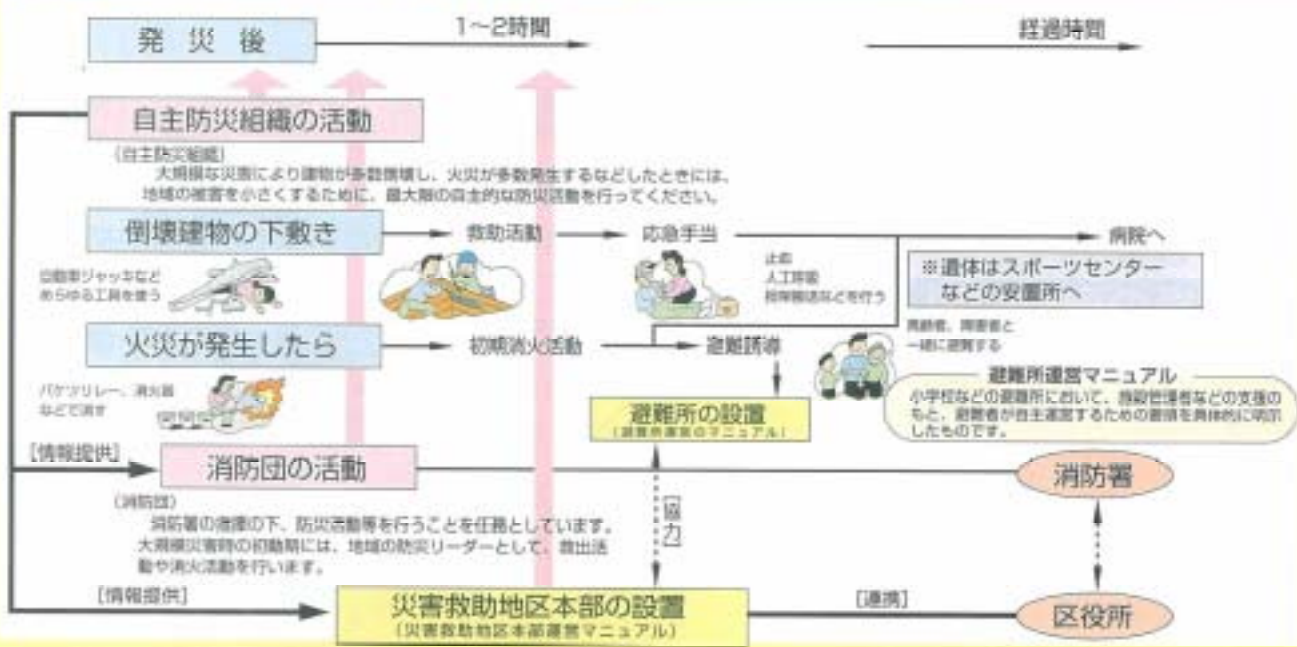 発災後
1～2時間
経過時間
自主防災組織の活動
(自主防災組織)
大規模な災害により建物が多数倒壊し、火災が多数発生するなどしたときには、
地域の被害を小さくするために、最大限の自主的な防災活動を行ってください。
倒壊建物の下敷き
救助活動
応急手当
病院へ
自動車ジャッキなど
あらゆる工具を使う
止血
人工呼吸
担架搬送などを行う
※遺体はスポーツセンター
などの安置所へ
火災が発生したら
初期消火活動
避難誘導
高齢者、障害者と
一緒に避難する
バケツリレー、消火器
などで消す
避難所運営マニュアル
小学校などの避難所において、施設管理者などの支援の
もと、避難者が自主運営するための要領を具体的に明示
したものです。
避難所の設置
(避難所運営のマニュアル)
[情報提供]
消防団の活動
消防署
(消防団)
消防署の指揮の下、防災活動等を行うことを任務としています。
大規模災害時の初動期には、地域の防災リーダーとして、救出活
動や消火活動を行います。
[協力]
[情報提供]
災害救助地区本部の設置
(災害救助地区本部運営マニュアル)
[連携]
区役所